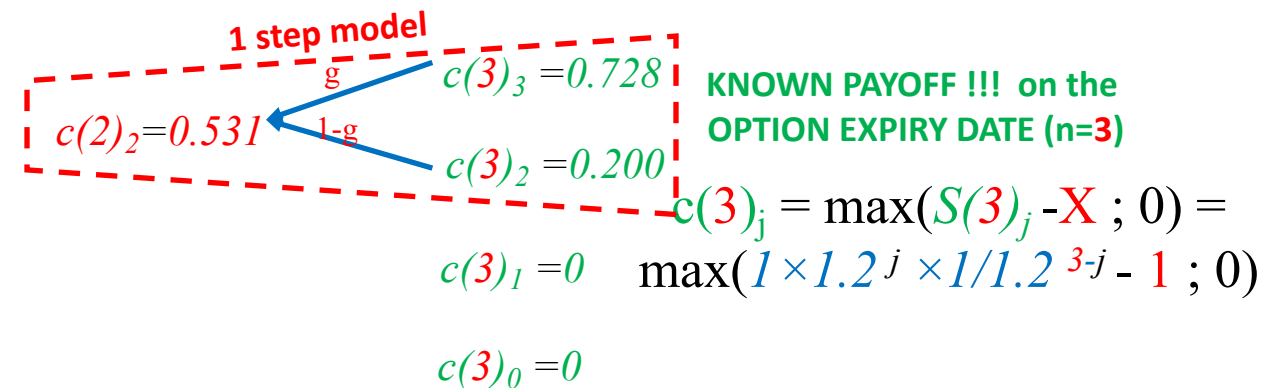 1 step model
g
c(3)₃ =0.728
KNOWN PAYOFF !!! on the
OPTION EXPIRY DATE (n=3)
c(2)₂=0.531
1-g
c(3)₂ =0.200
c(3)ⱼ = max(S(3)ⱼ -X ; 0) =
max(1 ×1.2 ʲ ×1/1.2 ³⁻ʲ - 1 ; 0)
c(3)₁ =0
c(3)₀ =0